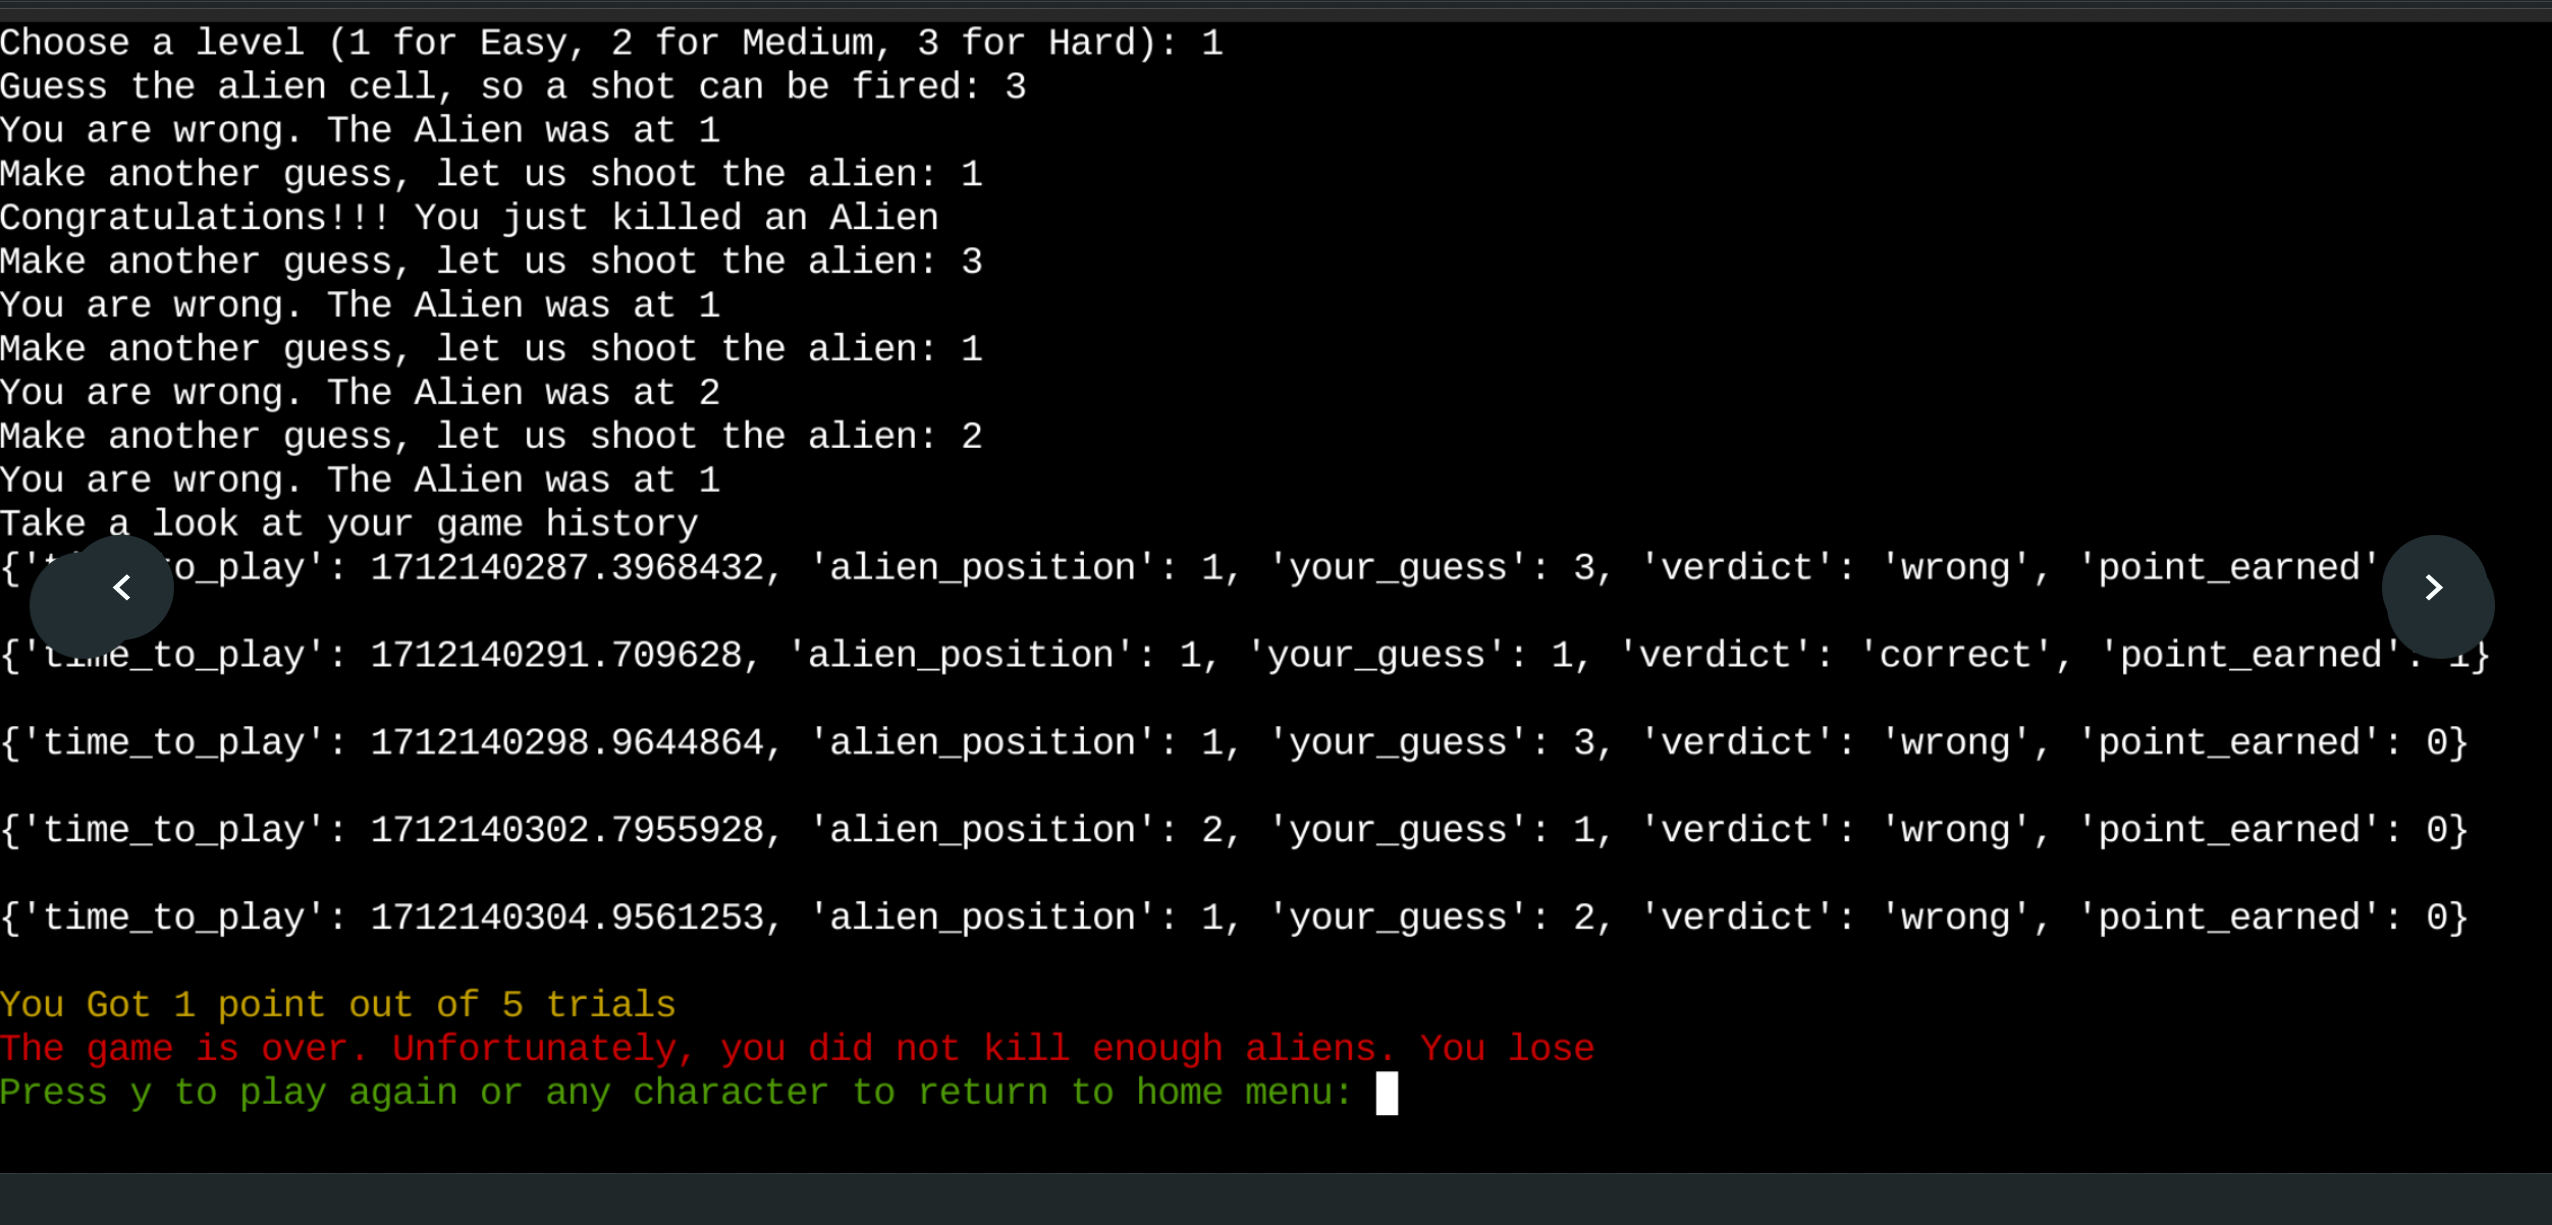 Choose a level (1 for Easy, 2 for Medium, 3 for Hard): 1
Guess the alien cell, so a shot can be fired: 3
You are wrong. The Alien was at 1
Make another guess, let us shoot the alien: 1
Congratulations!!! You just killed an Alien
Make another guess, let us shoot the alien: 3
You are wrong. The Alien was at 1
Make another guess, let us shoot the alien: 1
You are wrong. The Alien was at 2
Make another guess, let us shoot the alien: 2
You are wrong. The Alien was at 1
Take a look at your game history
{'time_to_play': 1712140287.3968432, 'alien_position': 1, 'your_guess': 3, 'verdict': 'wrong', 'point_earned'
{'time_to_play': 1712140291.709628, 'alien_position': 1, 'your_guess': 1, 'verdict': 'correct', 'point_earned': 1}
{'time_to_play': 1712140298.9644864, 'alien_position': 1, 'your_guess': 3, 'verdict': 'wrong', 'point_earned': 0}
{'time_to_play': 1712140302.7955928, 'alien_position': 2, 'your_guess': 1, 'verdict': 'wrong', 'point_earned': 0}
{'time_to_play': 1712140304.9561253, 'alien_position': 1, 'your_guess': 2, 'verdict': 'wrong', 'point_earned': 0}
You Got 1 point out of 5 trials
The game is over. Unfortunately, you did not kill enough aliens. You lose
Press y to play again or any character to return to home menu: